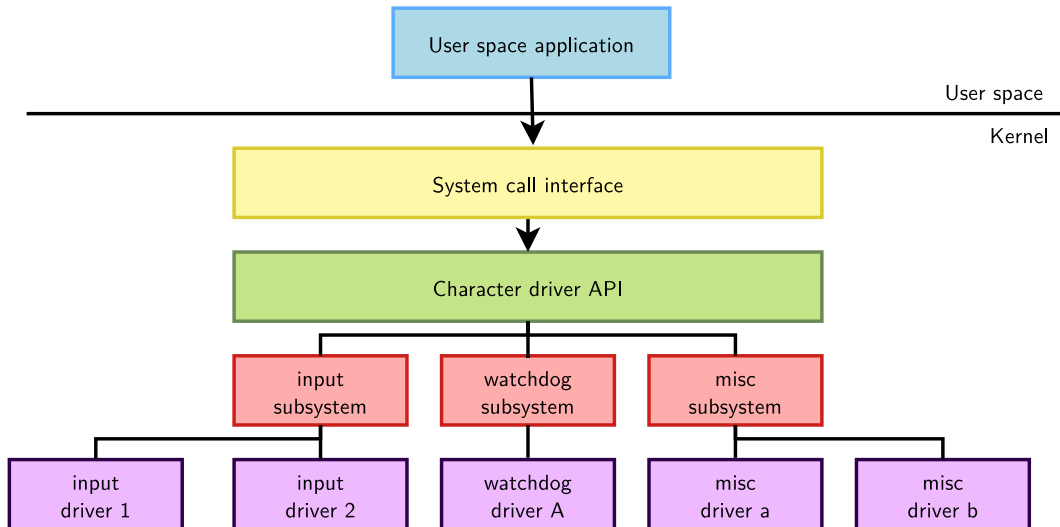 User space application
User space
Kernel
System call interface
Character driver API
input
subsystem
watchdog
subsystem
misc
subsystem
input
driver 1
input
driver 2
watchdog
driver A
misc
driver a
misc
driver b